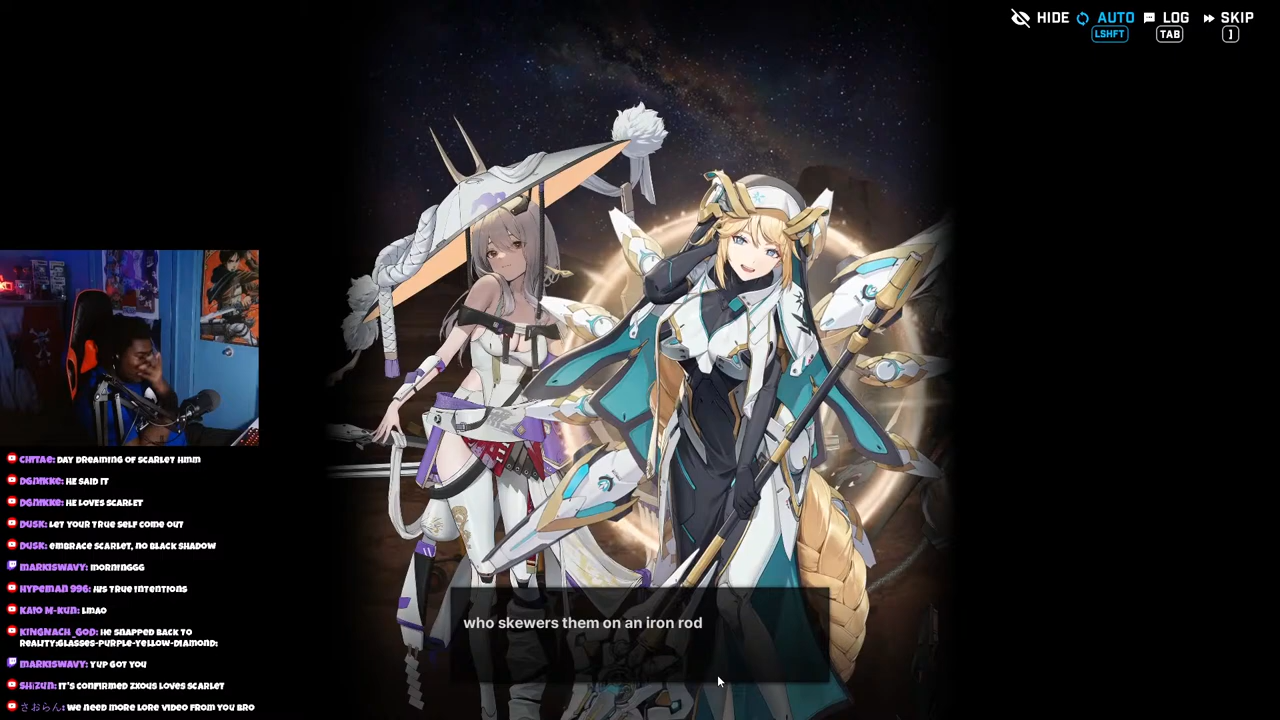 HIDE AUTO LOG SKIP
LSHFT TAB ]
CHITAE: DAY DREAMING OF SCARLET HMM
DGNIKKE: HE SAID IT
DGNIKKE: HE LOVES SCARLET
DUSK: LET YOUR TRUE SELF COME OUT
DUSK: EMBRACE SCARLET, NO BLACK SHADOW
MARKISWAVY: MORNINGGG
HYPEMAN 996: HIS TRUE INTENTIONS
KAIO M-KUN: LMAO
KINGNACH_GOD: HE SNAPPED BACK TO
REALITY:GLASSES-PURPLE-YELLOW-DIAMOND:
MARKISWAVY: YUP GOT YOU
SHIZUN: IT'S CONFIRMED ZXOUS LOVES SCARLET
さおらん: WE NEED MORE LORE VIDEO FROM YOU BRO
who skewers them on an iron rod